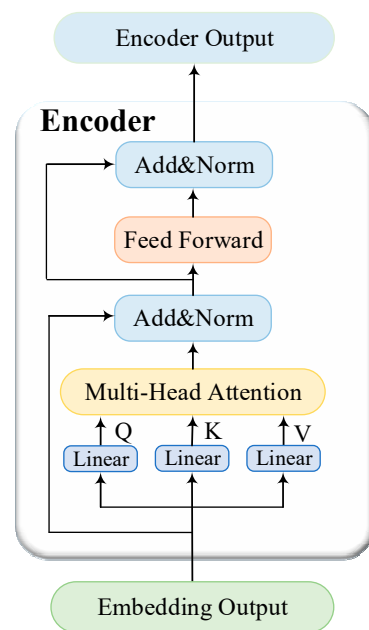 Encoder Output
Encoder
Add&Norm
Feed Forward
Add&Norm
Multi-Head Attention
Q K V
Linear Linear Linear
Embedding Output